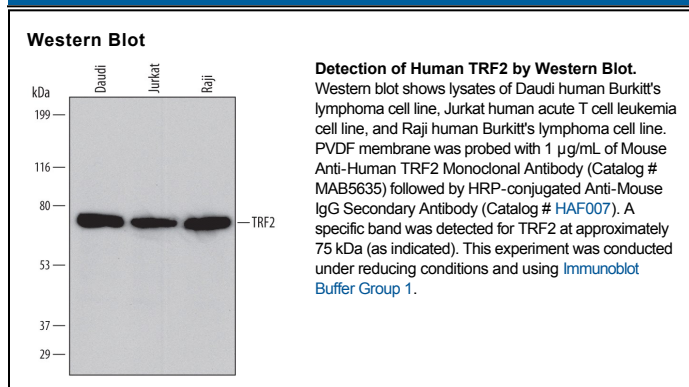 Western Blot
Daudi
Jurkat
Raji
kDa
199
116
80
53
37
29
TRF2
Detection of Human TRF2 by Western Blot.
Western blot shows lysates of Daudi human Burkitt's
lymphoma cell line, Jurkat human acute T cell leukemia
cell line, and Raji human Burkitt's lymphoma cell line.
PVDF membrane was probed with 1 µg/mL of Mouse
Anti-Human TRF2 Monoclonal Antibody (Catalog #
MAB5635) followed by HRP-conjugated Anti-Mouse
IgG Secondary Antibody (Catalog # HAF007). A
specific band was detected for TRF2 at approximately
75 kDa (as indicated). This experiment was conducted
under reducing conditions and using Immunoblot
Buffer Group 1.